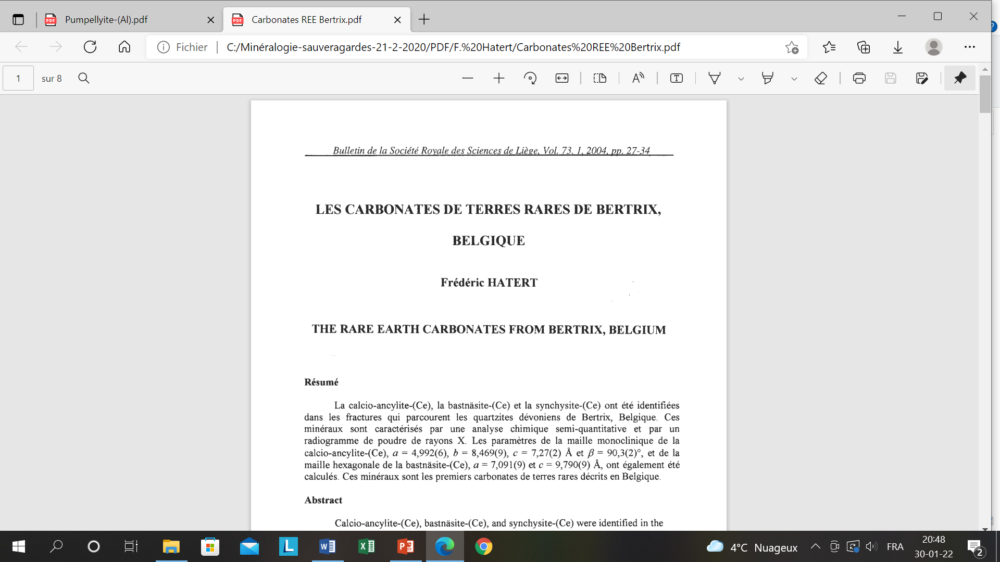 Pumpellyite-(Al).pdf
Carbonates REE Bertrix.pdf
Fichier
C:/Minéralogie-sauveragardes-21-2-2020/PDF/F.%20Hatert/Carbonates%20REE%20Bertrix.pdf
1
sur 8
Bulletin de la Société Royale des Sciences de Liège, Vol. 73, 1, 2004, pp. 27-34
LES CARBONATES DE TERRES RARES DE BERTRIX,
BELGIQUE
Frédéric HATERT
THE RARE EARTH CARBONATES FROM BERTRIX, BELGIUM
Résumé
La calcio-ancylite-(Ce), la bastnäsite-(Ce) et la synchysite-(Ce) ont été identifiées
dans les fractures qui parcourent les quartzites dévoniens de Bertrix, Belgique. Ces
minéraux sont caractérisés par une analyse chimique semi-quantitative et par un
radiogramme de poudre de rayons X. Les paramètres de la maille monoclinique de la
calcio-ancylite-(Ce), a = 4,992(6), b = 8,469(9), c = 7,27(2) Å et β = 90,3(2)°, et de la
maille hexagonale de la bastnäsite-(Ce), a = 7,091(9) et c = 9,790(9) Å, ont également été
calculés. Ces minéraux sont les premiers carbonates de terres rares décrits en Belgique.
Abstract
Calcio-ancylite-(Ce), bastnäsite-(Ce), and synchysite-(Ce) were identified in the
4°C Nuageux
FRA
20:48
30-01-22
2